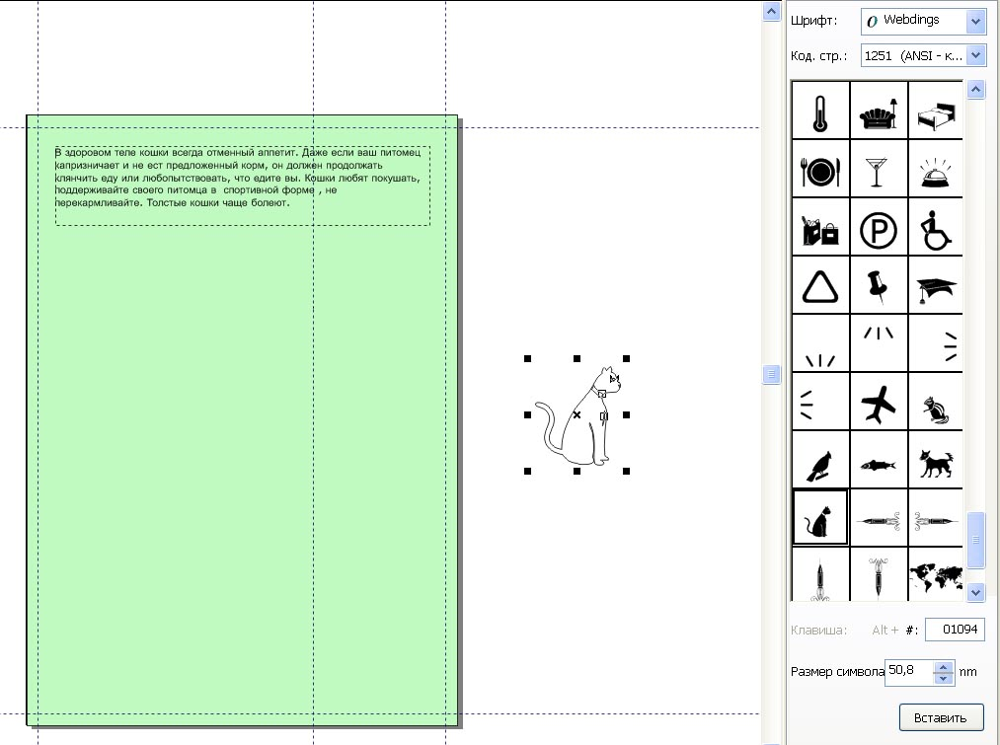 Шрифт: Webdings
Код. стр.: 1251 (ANSI - к...
В здоровом теле кошки всегда отменный аппетит. Даже если ваш питомец
капризничает и не ест предложенный корм, он должен продолжать
клянчить еду или любопытствовать, что едите вы. Кошки любят покушать,
поддерживайте своего питомца в спортивной форме , не
перекармливайте. Толстые кошки чаще болеют.
Клавиша: Alt + #: 01094
Размер символа 50,8 mm
Вставить